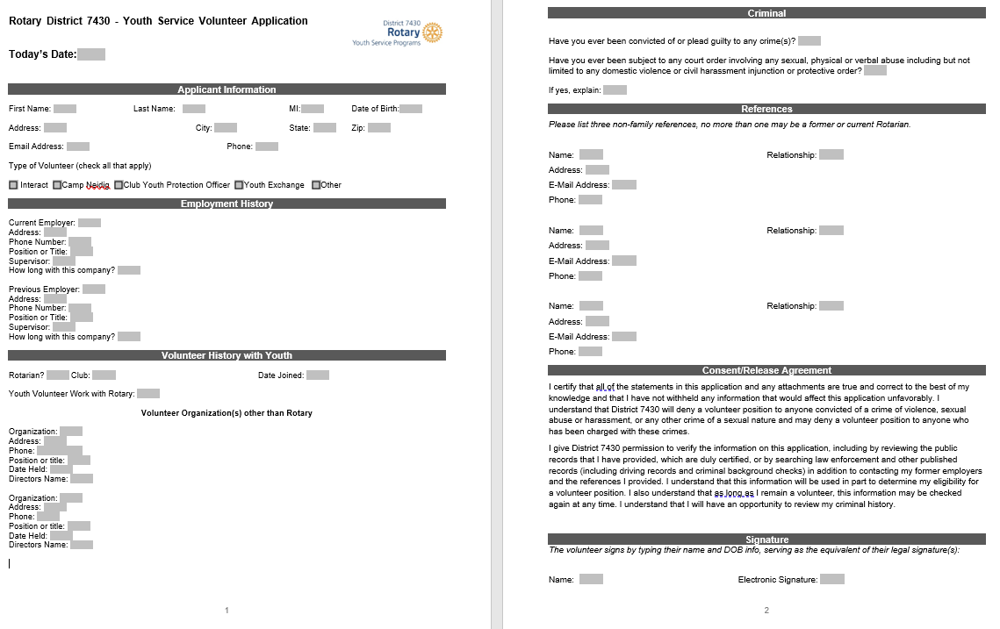 Rotary District 7430 - Youth Service Volunteer Application
District 7430
Rotary
Youth Service Programs
Today's Date:
Applicant Information
First Name: Last Name: MI: Date of Birth:
Address: City: State: Zip:
Email Address: Phone:
Type of Volunteer (check all that apply)
Interact Camp Neidig Club Youth Protection Officer Youth Exchange Other
Employment History
Current Employer:
Address:
Phone Number:
Position or Title:
Supervisor:
How long with this company?
Previous Employer:
Address:
Phone Number:
Position or Title:
Supervisor:
How long with this company?
Volunteer History with Youth
Rotarian? Club: Date Joined:
Youth Volunteer Work with Rotary:
Volunteer Organization(s) other than Rotary
Organization:
Address:
Phone:
Position or title:
Date Held:
Directors Name:
Organization:
Address:
Phone:
Position or title:
Date Held:
Directors Name:
1
Criminal
Have you ever been convicted of or plead guilty to any crime(s)?
Have you ever been subject to any court order involving any sexual, physical or verbal abuse including but not
limited to any domestic violence or civil harassment injunction or protective order?
If yes, explain:
References
Please list three non-family references, no more than one may be a former or current Rotarian.
Name: Relationship:
Address:
E-Mail Address:
Phone:
Name: Relationship:
Address:
E-Mail Address:
Phone:
Name: Relationship:
Address:
E-Mail Address:
Phone:
Consent/Release Agreement
I certify that all of the statements in this application and any attachments are true and correct to the best of my
knowledge and that I have not withheld any information that would affect this application unfavorably. I
understand that District 7430 will deny a volunteer position to anyone convicted of a crime of violence, sexual
abuse or harassment, or any other crime of a sexual nature and may deny a volunteer position to anyone who
has been charged with these crimes.
I give District 7430 permission to verify the information on this application, including by reviewing the public
records that I have provided, which are duly certified, or by searching law enforcement and other published
records (including driving records and criminal background checks) in addition to contacting my former employers
and the references I provided. I understand that this information will be used in part to determine my eligibility for
a volunteer position. I also understand that as long as I remain a volunteer, this information may be checked
again at any time. I understand that I will have an opportunity to review my criminal history.
Signature
The volunteer signs by typing their name and DOB info, serving as the equivalent of their legal signature(s):
Name: Electronic Signature:
2